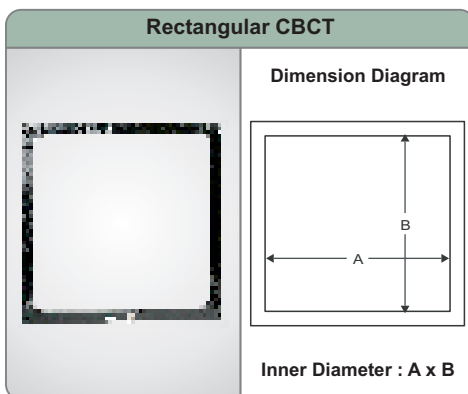 Rectangular CBCT
Dimension Diagram
B
A
Inner Diameter : A x B